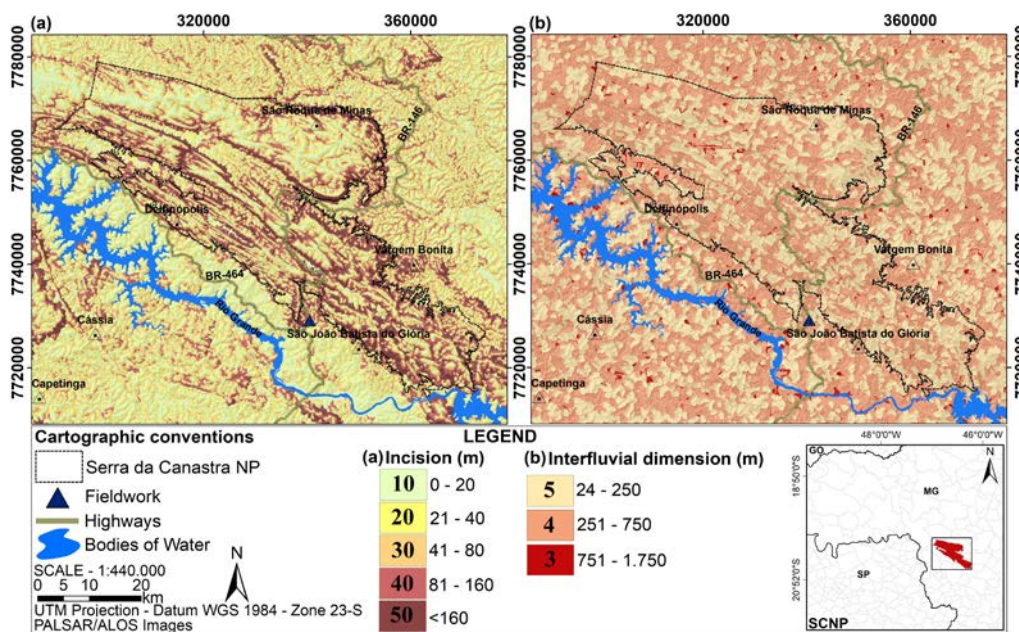 (a)
320000
360000
(b)
320000
360000
7780000
7760000
7740000
7720000
São Roque de Minas
BR-146
Delfinópolis
Vargem Bonita
BR-464
Rio Grande
Cássia
São João Batista do Glória
Capetinga
São Roque de Minas
BR-146
Delfinópolis
Vargem Bonita
BR-464
Rio Grande
Cássia
São João Batista do Glória
Capetinga
7780000
7760000
7740000
7720000
Cartographic conventions
Serra da Canastra NP
Fieldwork
Highways
Bodies of Water
SCALE - 1:440.000
0 5 10 20
km
N
UTM Projection - Datum WGS 1984 - Zone 23-S
PALSAR/ALOS Images
LEGEND
(a) Incision (m)
10 0 - 20
20 21 - 40
30 41 - 80
40 81 - 160
50 <160
(b) Interfluvial dimension (m)
5 24 - 250
4 251 - 750
3 751 - 1.750
48°0'0"W
46°0'0"W
GO
N
18°50'0"S
MG
SP
20°52'0"S
SCNP